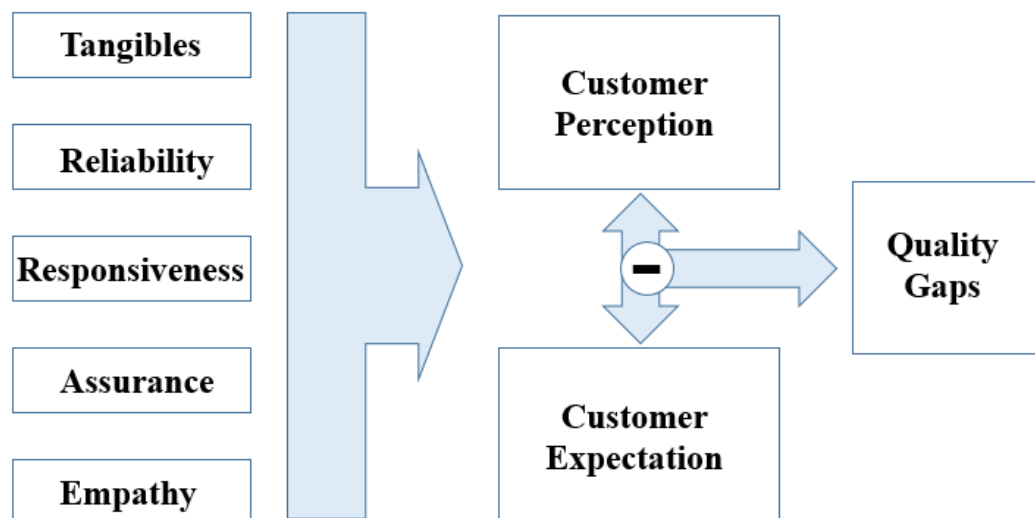 Tangibles
Reliability
Responsiveness
Assurance
Empathy
Customer
Perception
-
Customer
Expectation
Quality
Gaps